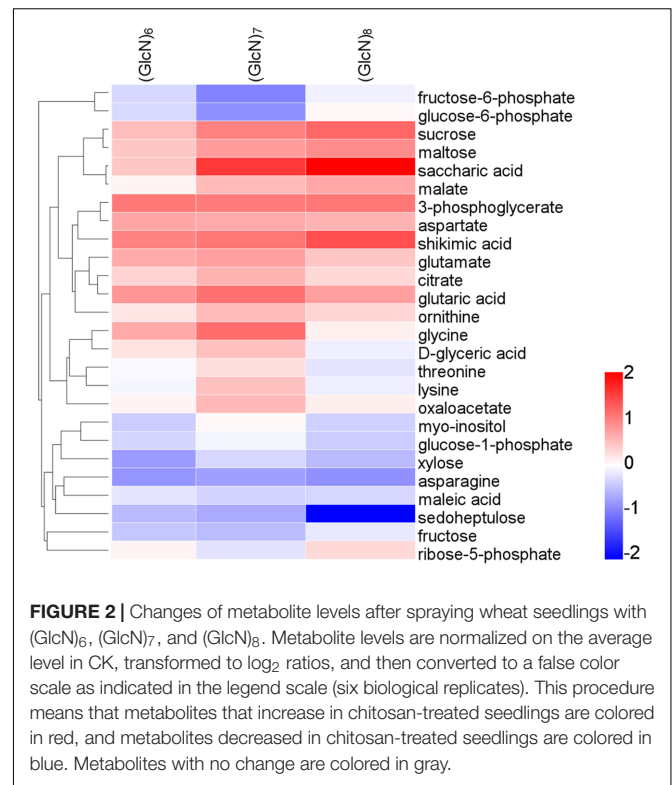 (GlcN)6
(GlcN)7
(GlcN)8
fructose-6-phosphate
glucose-6-phosphate
sucrose
maltose
saccharic acid
malate
3-phosphoglycerate
aspartate
shikimic acid
glutamate
citrate
glutaric acid
ornithine
glycine
D-glyceric acid
threonine
lysine
oxaloacetate
myo-inositol
glucose-1-phosphate
xylose
asparagine
maleic acid
sedoheptulose
fructose
ribose-5-phosphate
2
1
0
-1
-2
FIGURE 2 | Changes of metabolite levels after spraying wheat seedlings with
(GlcN)6, (GlcN)7, and (GlcN)8. Metabolite levels are normalized on the average
level in CK, transformed to log2 ratios, and then converted to a false color
scale as indicated in the legend scale (six biological replicates). This procedure
means that metabolites that increase in chitosan-treated seedlings are colored
in red, and metabolites decreased in chitosan-treated seedlings are colored in
blue. Metabolites with no change are colored in gray.